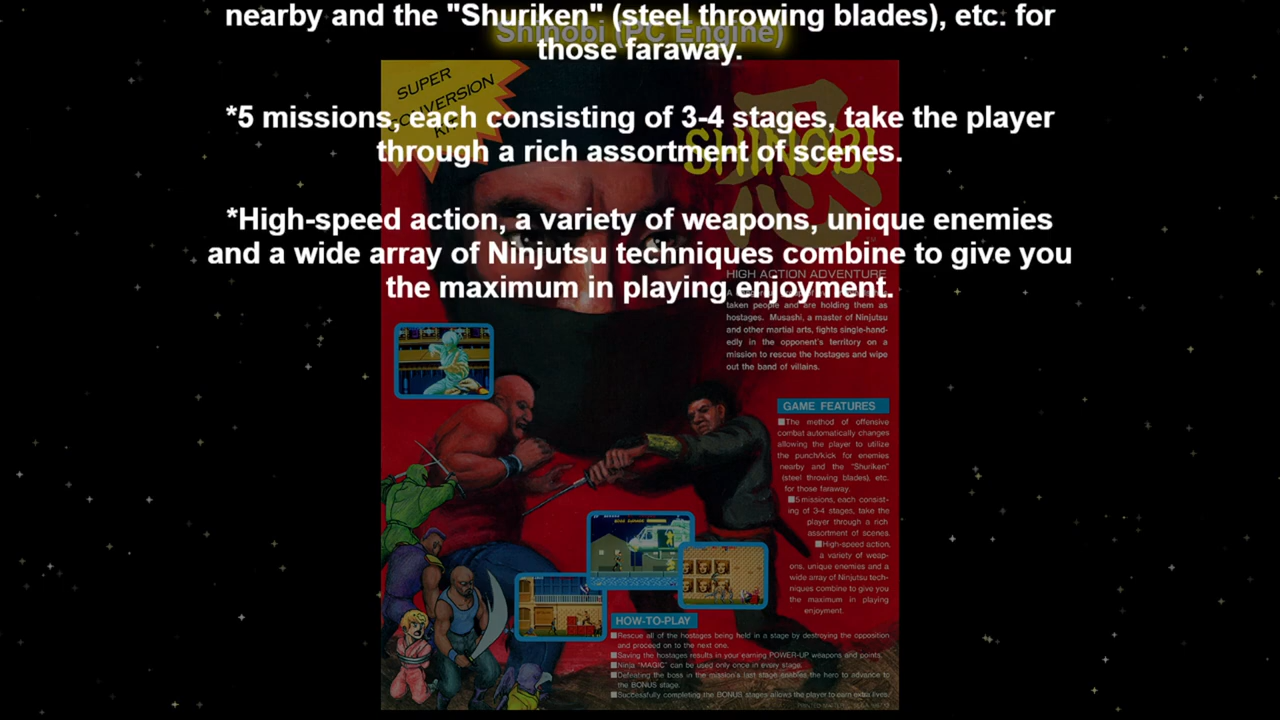 nearby and the "Shuriken" (steel throwing blades), etc. for
Shinobi (PC Engine)
those faraway.
*5 missions, each consisting of 3-4 stages, take the player
through a rich assortment of scenes.
*High-speed action, a variety of weapons, unique enemies
and a wide array of Ninjutsu techniques combine to give you
the maximum in playing enjoyment.
SUPER
CONVERSION
KIT
SHINOBI
忍
HIGH ACTION ADVENTURE
taken people and are holding them as
hostages. Musashi, a master of Ninjutsu
and other martial arts, fights single-hand-
edly in the opponent's territory on a
mission to rescue the hostages and wipe
out the band of villains.
GAME FEATURES
■The method of offensive
combat automatically changes
allowing the player to utilize
the punch/kick for enemies
nearby and the "Shuriken"
(steel throwing blades), etc.
for those faraway.
■5 missions, each consist-
ing of 3-4 stages, take the
player through a rich
assortment of scenes.
■High-speed action,
a variety of weap-
ons, unique enemies and a
wide array of Ninjutsu tech-
niques combine to give you
the maximum in playing
enjoyment.
HOW-TO-PLAY
■Rescue all of the hostages being held in a stage by destroying the opposition
and proceed on to the next one.
■Saving the hostages results in your earning POWER-UP weapons and points.
■Ninja "MAGIC" can be used only once in every stage.
■Defeating the boss in the mission's last stage enables the hero to advance to
the BONUS stage.
■Successfully completing the BONUS stages allows the player to earn extra lives.